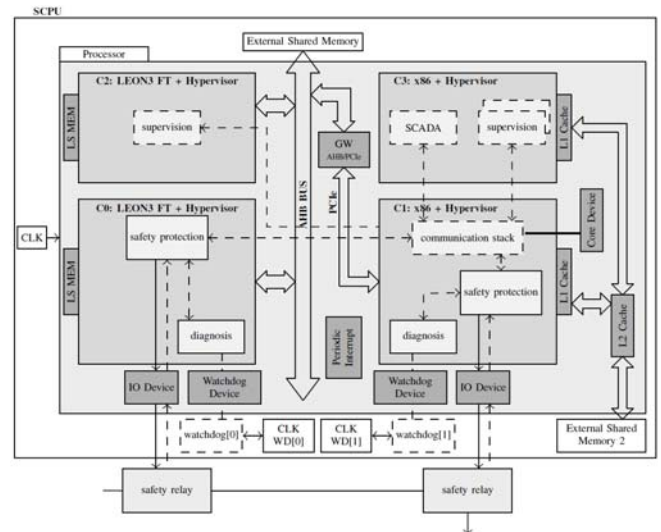 SCPU
External Shared Memory
Processor
C2: LEON3 FT + Hypervisor
LS MEM
supervision
C3: x86 + Hypervisor
SCADA
supervision
L1 Cache
GW
AHB/PCIe
AHB BUS
PCIe
C0: LEON3 FT + Hypervisor
LS MEM
safety protection
diagnosis
C1: x86 + Hypervisor
communication stack
Core Device
safety protection
diagnosis
L1 Cache
L2 Cache
CLK
Periodic
Interrupt
IO Device
Watchdog
Device
Watchdog
Device
IO Device
watchdog[0]
CLK
WD[0]
CLK
WD[1]
watchdog[1]
External Shared
Memory 2
safety relay
safety relay